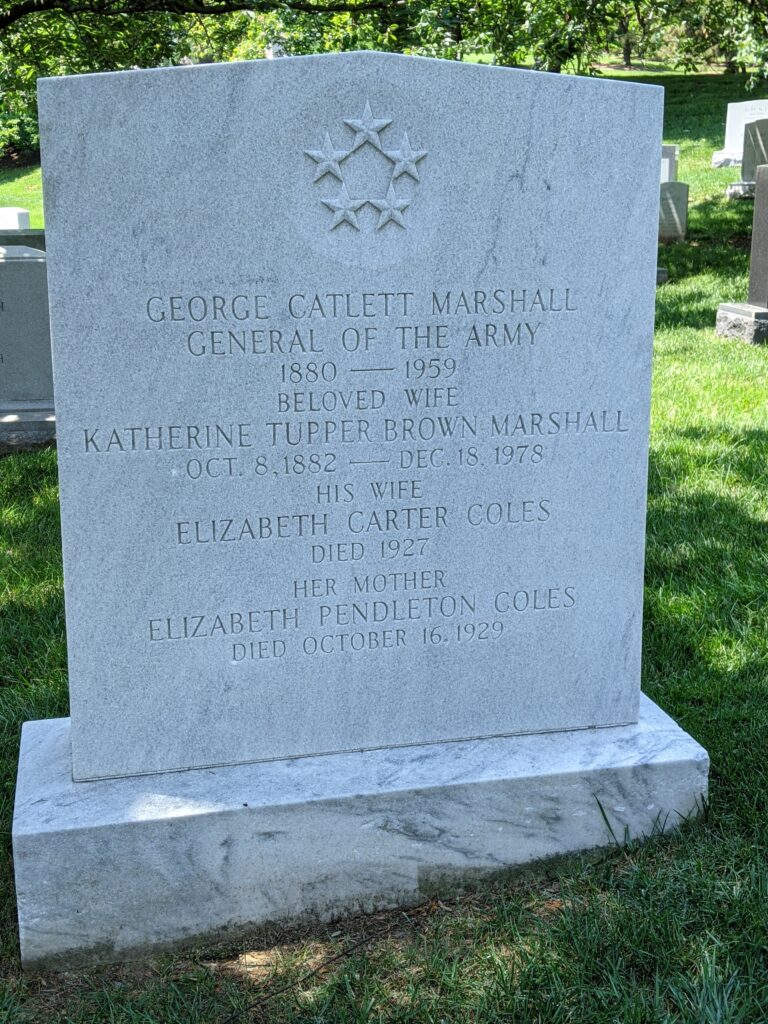 GEORGE CATLETT MARSHALL
GENERAL OF THE ARMY
1880 — 1959
BELOVED WIFE
KATHERINE TUPPER BROWN MARSHALL
OCT. 8, 1882 — DEC. 18, 1978
HIS WIFE
ELIZABETH CARTER COLES
DIED 1927
HER MOTHER
ELIZABETH PENDLETON COLES
DIED OCTOBER 16, 1929